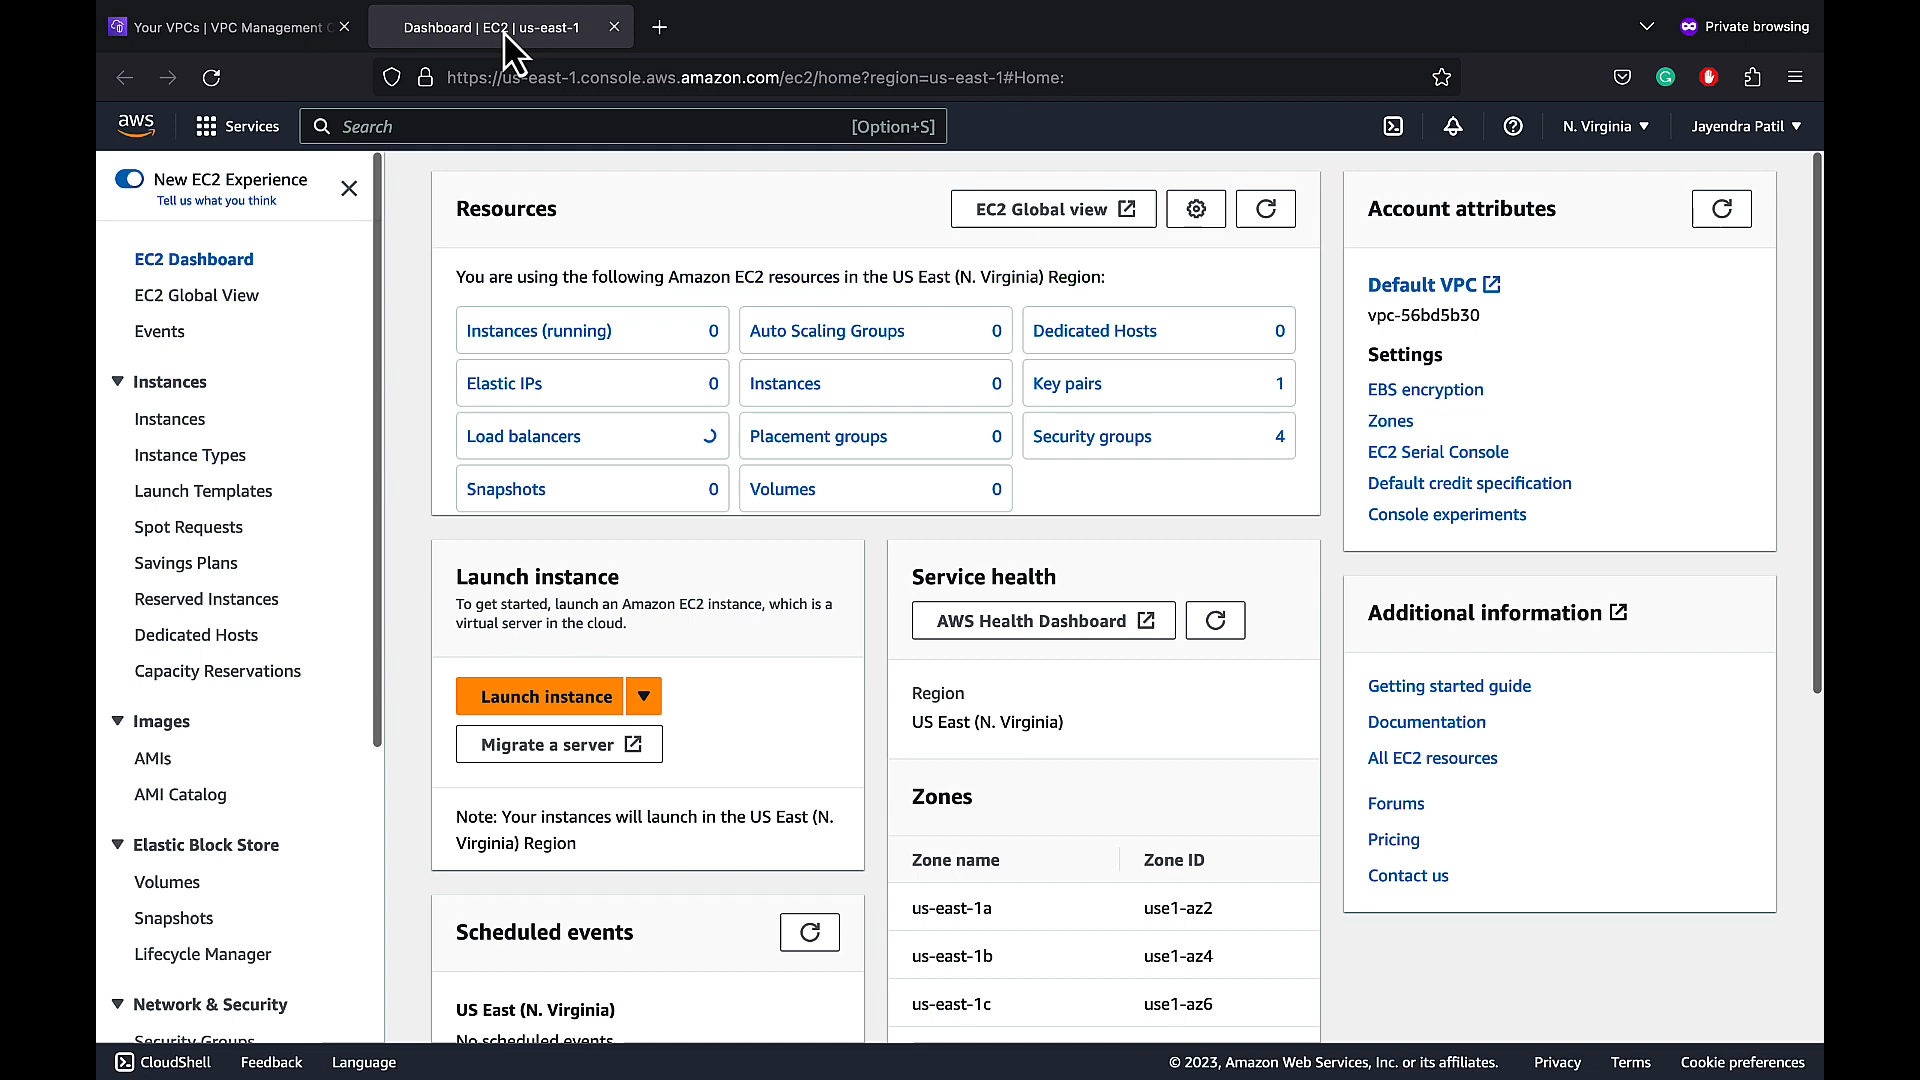 Your VPCs | VPC Management C
Dashboard | EC2 | us-east-1
Private browsing
https://us-east-1.console.aws.amazon.com/ec2/home?region=us-east-1#Home:
aws
Services
Search
[Option+S]
N. Virginia
Jayendra Patil
New EC2 Experience
Tell us what you think
EC2 Dashboard
EC2 Global View
Events
Instances
Instances
Instance Types
Launch Templates
Spot Requests
Savings Plans
Reserved Instances
Dedicated Hosts
Capacity Reservations
Images
AMIs
AMI Catalog
Elastic Block Store
Volumes
Snapshots
Lifecycle Manager
Network & Security
Security Groups
Resources
EC2 Global view
You are using the following Amazon EC2 resources in the US East (N. Virginia) Region:
Instances (running) 0
Auto Scaling Groups 0
Dedicated Hosts 0
Elastic IPs 0
Instances 0
Key pairs 1
Load balancers
Placement groups 0
Security groups 4
Snapshots 0
Volumes 0
Launch instance
To get started, launch an Amazon EC2 instance, which is a
virtual server in the cloud.
Launch instance
Migrate a server
Note: Your instances will launch in the US East (N.
Virginia) Region
Scheduled events
US East (N. Virginia)
No scheduled events
Service health
AWS Health Dashboard
Region
US East (N. Virginia)
Zones
Zone name Zone ID
us-east-1a use1-az2
us-east-1b use1-az4
us-east-1c use1-az6
Account attributes
Default VPC
vpc-56bd5b30
Settings
EBS encryption
Zones
EC2 Serial Console
Default credit specification
Console experiments
Additional information
Getting started guide
Documentation
All EC2 resources
Forums
Pricing
Contact us
CloudShell
Feedback
Language
© 2023, Amazon Web Services, Inc. or its affiliates.
Privacy
Terms
Cookie preferences